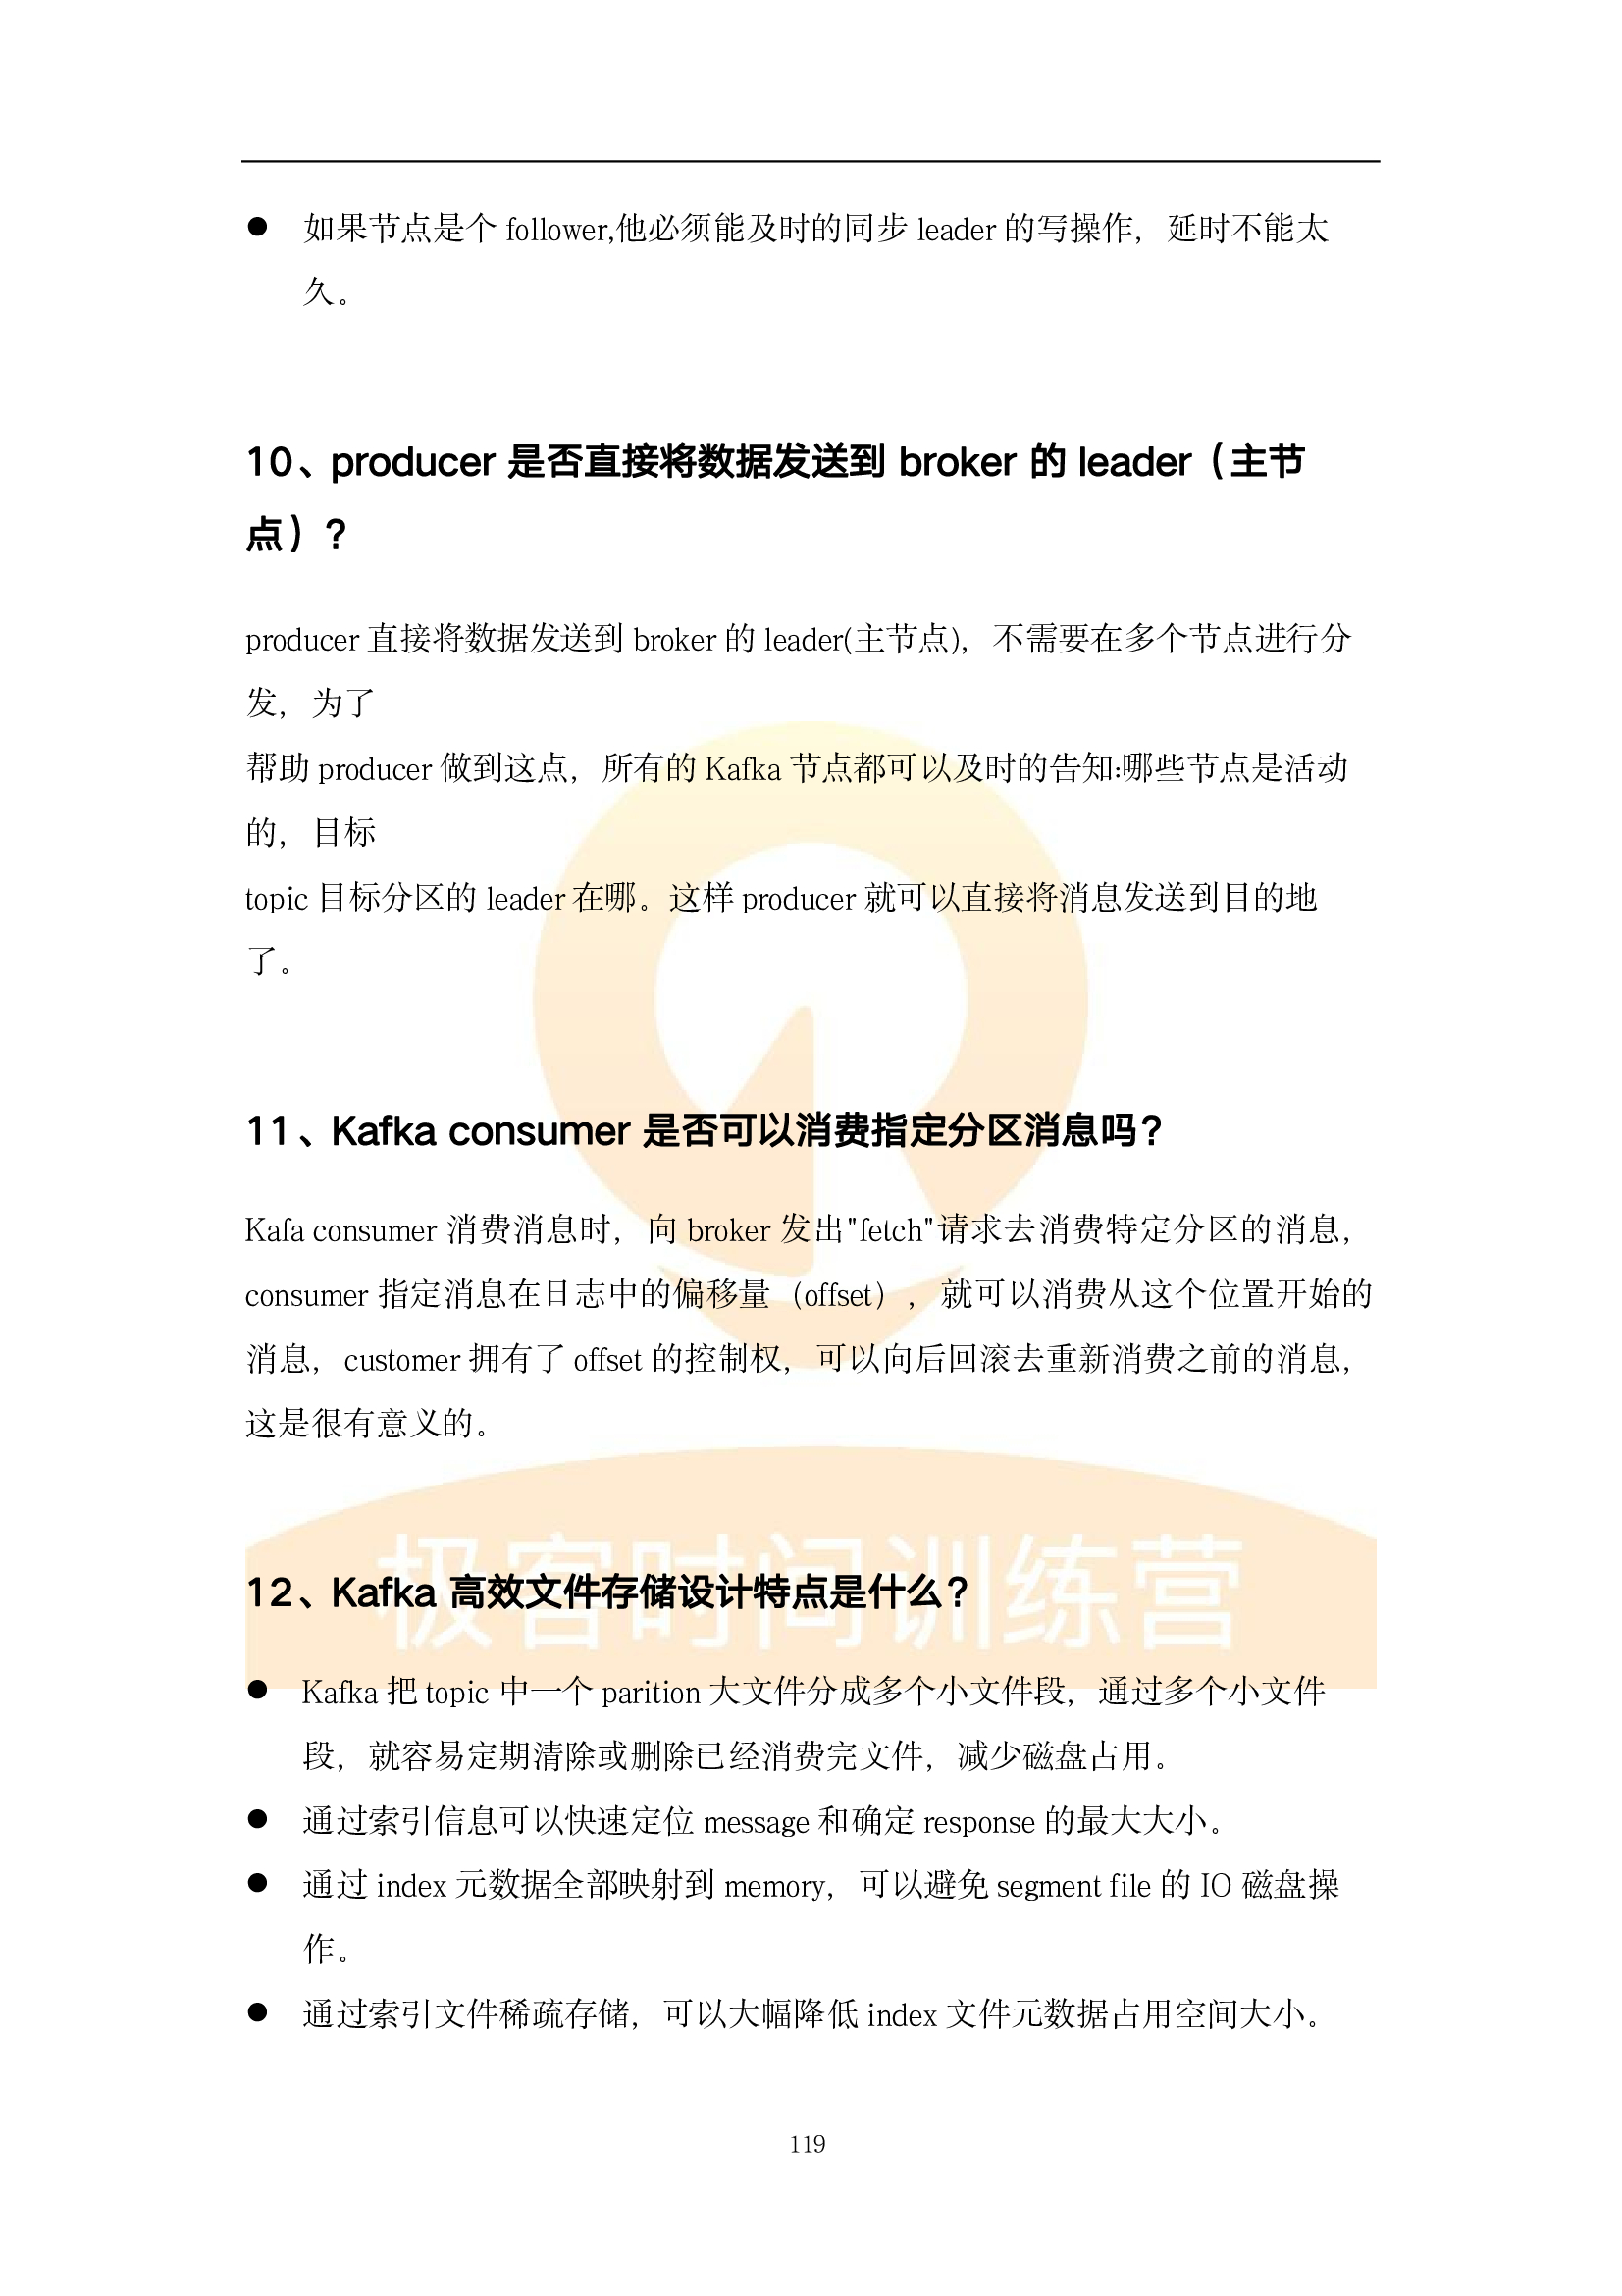 ● 如果节点是个 follower,他必须能及时的同步 leader 的写操作，延时不能太
久。
10、producer 是否直接将数据发送到 broker 的 leader（主节
点）?
producer 直接将数据发送到 broker 的 leader(主节点)，不需要在多个节点进行分
发，为了
帮助 producer 做到这点，所有的 Kafka 节点都可以及时的告知:哪些节点是活动
的，目标
topic 目标分区的 leader 在哪。这样 producer 就可以直接将消息发送到目的地
了。
11、Kafka consumer 是否可以消费指定分区消息吗?
Kafa consumer 消费消息时，向 broker 发出"fetch"请求去消费特定分区的消息，
consumer 指定消息在日志中的偏移量（offset），就可以消费从这个位置开始的
消息，customer 拥有了 offset 的控制权，可以向后回滚去重新消费之前的消息，
这是很有意义的。
极客时间训练营
12、Kafka 高效文件存储设计特点是什么?
● Kafka 把 topic 中一个 parition 大文件分成多个小文件段，通过多个小文件
段，就容易定期清除或删除已经消费完文件，减少磁盘占用。
● 通过索引信息可以快速定位 message 和确定 response 的最大大小。
● 通过 index 元数据全部映射到 memory，可以避免 segment file 的 IO 磁盘操
作。
● 通过索引文件稀疏存储，可以大幅降低 index 文件元数据占用空间大小。
119